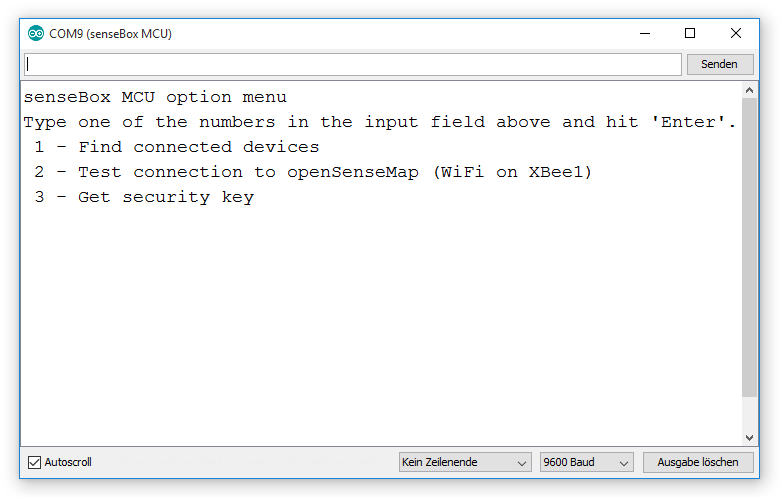 COM9 (senseBox MCU)
Senden
senseBox MCU option menu
Type one of the numbers in the input field above and hit 'Enter'.
1 - Find connected devices
2 - Test connection to openSenseMap (WiFi on XBee1)
3 - Get security key
Autoscroll
Kein Zeilenende
9600 Baud
Ausgabe löschen